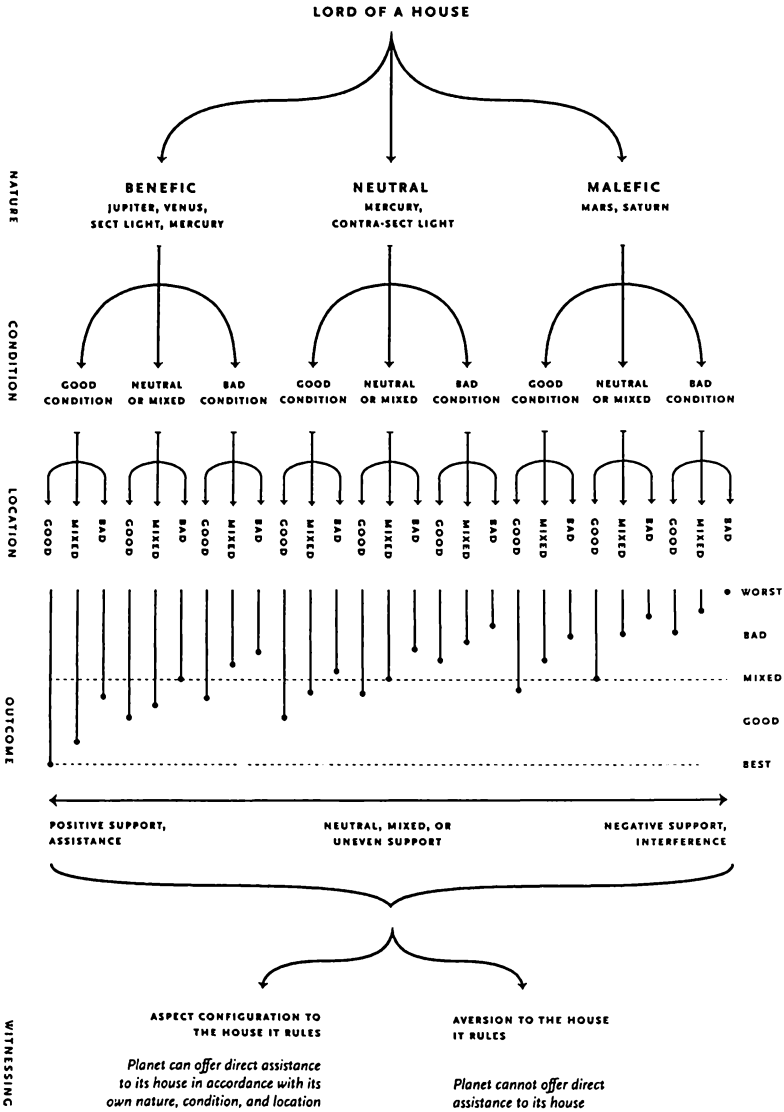 LORD OF A HOUSE
NATURE
BENEFIC
JUPITER, VENUS,
SECT LIGHT, MERCURY
NEUTRAL
MERCURY,
CONTRA-SECT LIGHT
MALEFIC
MARS, SATURN
CONDITION
GOOD
CONDITION
NEUTRAL
OR MIXED
BAD
CONDITION
GOOD
CONDITION
NEUTRAL
OR MIXED
BAD
CONDITION
GOOD
CONDITION
NEUTRAL
OR MIXED
BAD
CONDITION
LOCATION
GOOD
MIXED
BAD
GOOD
MIXED
BAD
GOOD
MIXED
BAD
GOOD
MIXED
BAD
GOOD
MIXED
BAD
GOOD
MIXED
BAD
GOOD
MIXED
BAD
GOOD
MIXED
BAD
GOOD
MIXED
BAD
OUTCOME
WORST
BAD
MIXED
GOOD
BEST
POSITIVE SUPPORT,
ASSISTANCE
NEUTRAL, MIXED, OR
UNEVEN SUPPORT
NEGATIVE SUPPORT,
INTERFERENCE
WITNESSING
ASPECT CONFIGURATION TO
THE HOUSE IT RULES
Planet can offer direct assistance
to its house in accordance with its
own nature, condition, and location
AVERSION TO THE HOUSE
IT RULES
Planet cannot offer direct
assistance to its house